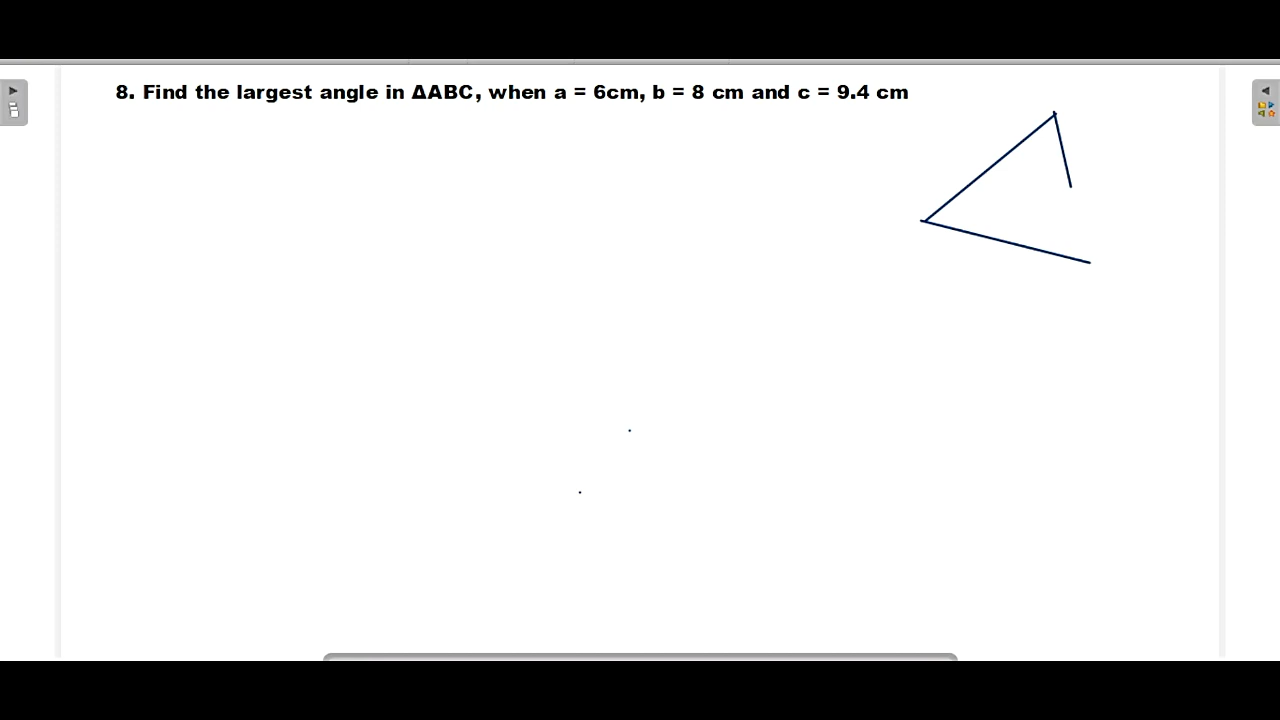 8. Find the largest angle in ΔABC, when a = 6cm, b = 8 cm and c = 9.4 cm